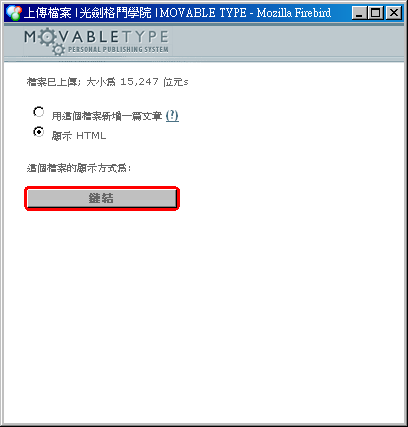 上傳檔案 | 光劍格鬥學院 | MOVABLE TYPE - Mozilla Firebird
MOVABLETYPE
PERSONAL PUBLISHING SYSTEM
檔案已上傳; 大小為 15,247 位元s
用這個檔案新增一篇文章 (?)
顯示 HTML
這個檔案的顯示方式為:
鏈結